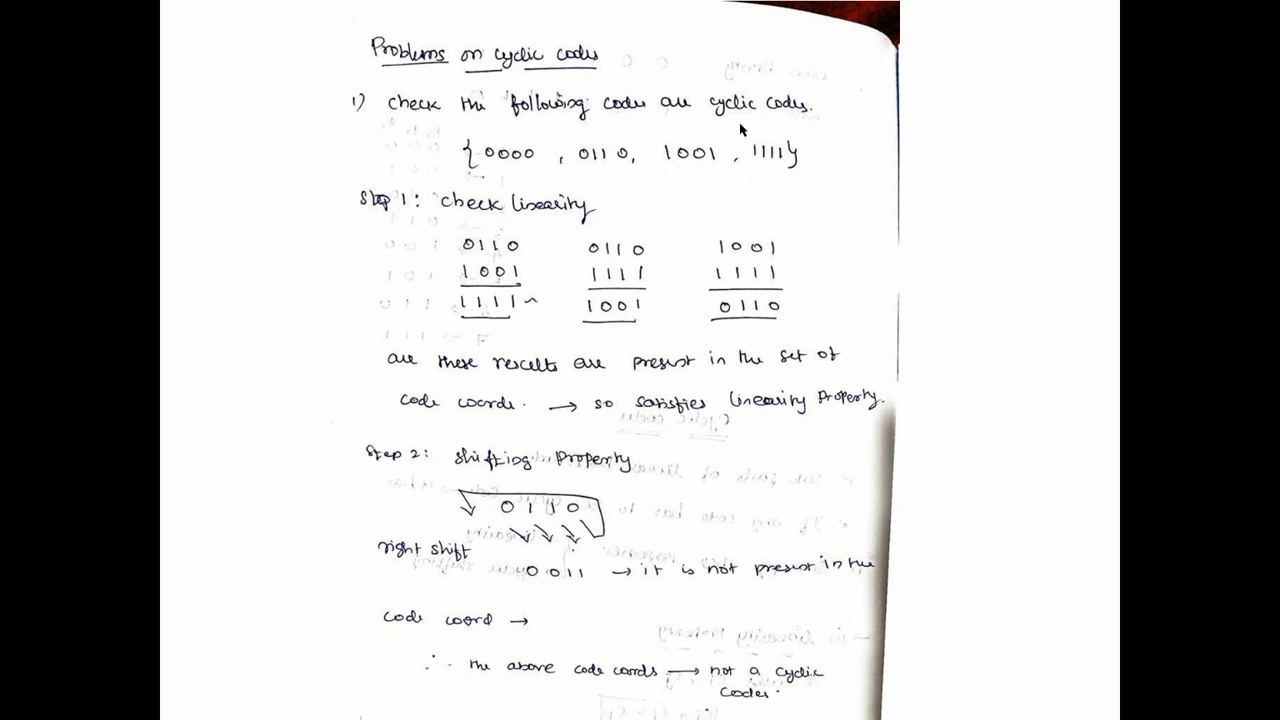 Problems on cyclic codes
1) check the following codes are cyclic codes.
{0000 , 0110, 1001 , 1111}
Step 1: check linearity
0110 0110 1001
1001 1111 1111
1111 1001 0110
are these results are present in the set of
code words. → so satisfies linearity Property.
Step 2: shifting property
0110
right shift
0011 → it is not present in the
code word →
∴ the above code words → not a cyclic
codes.